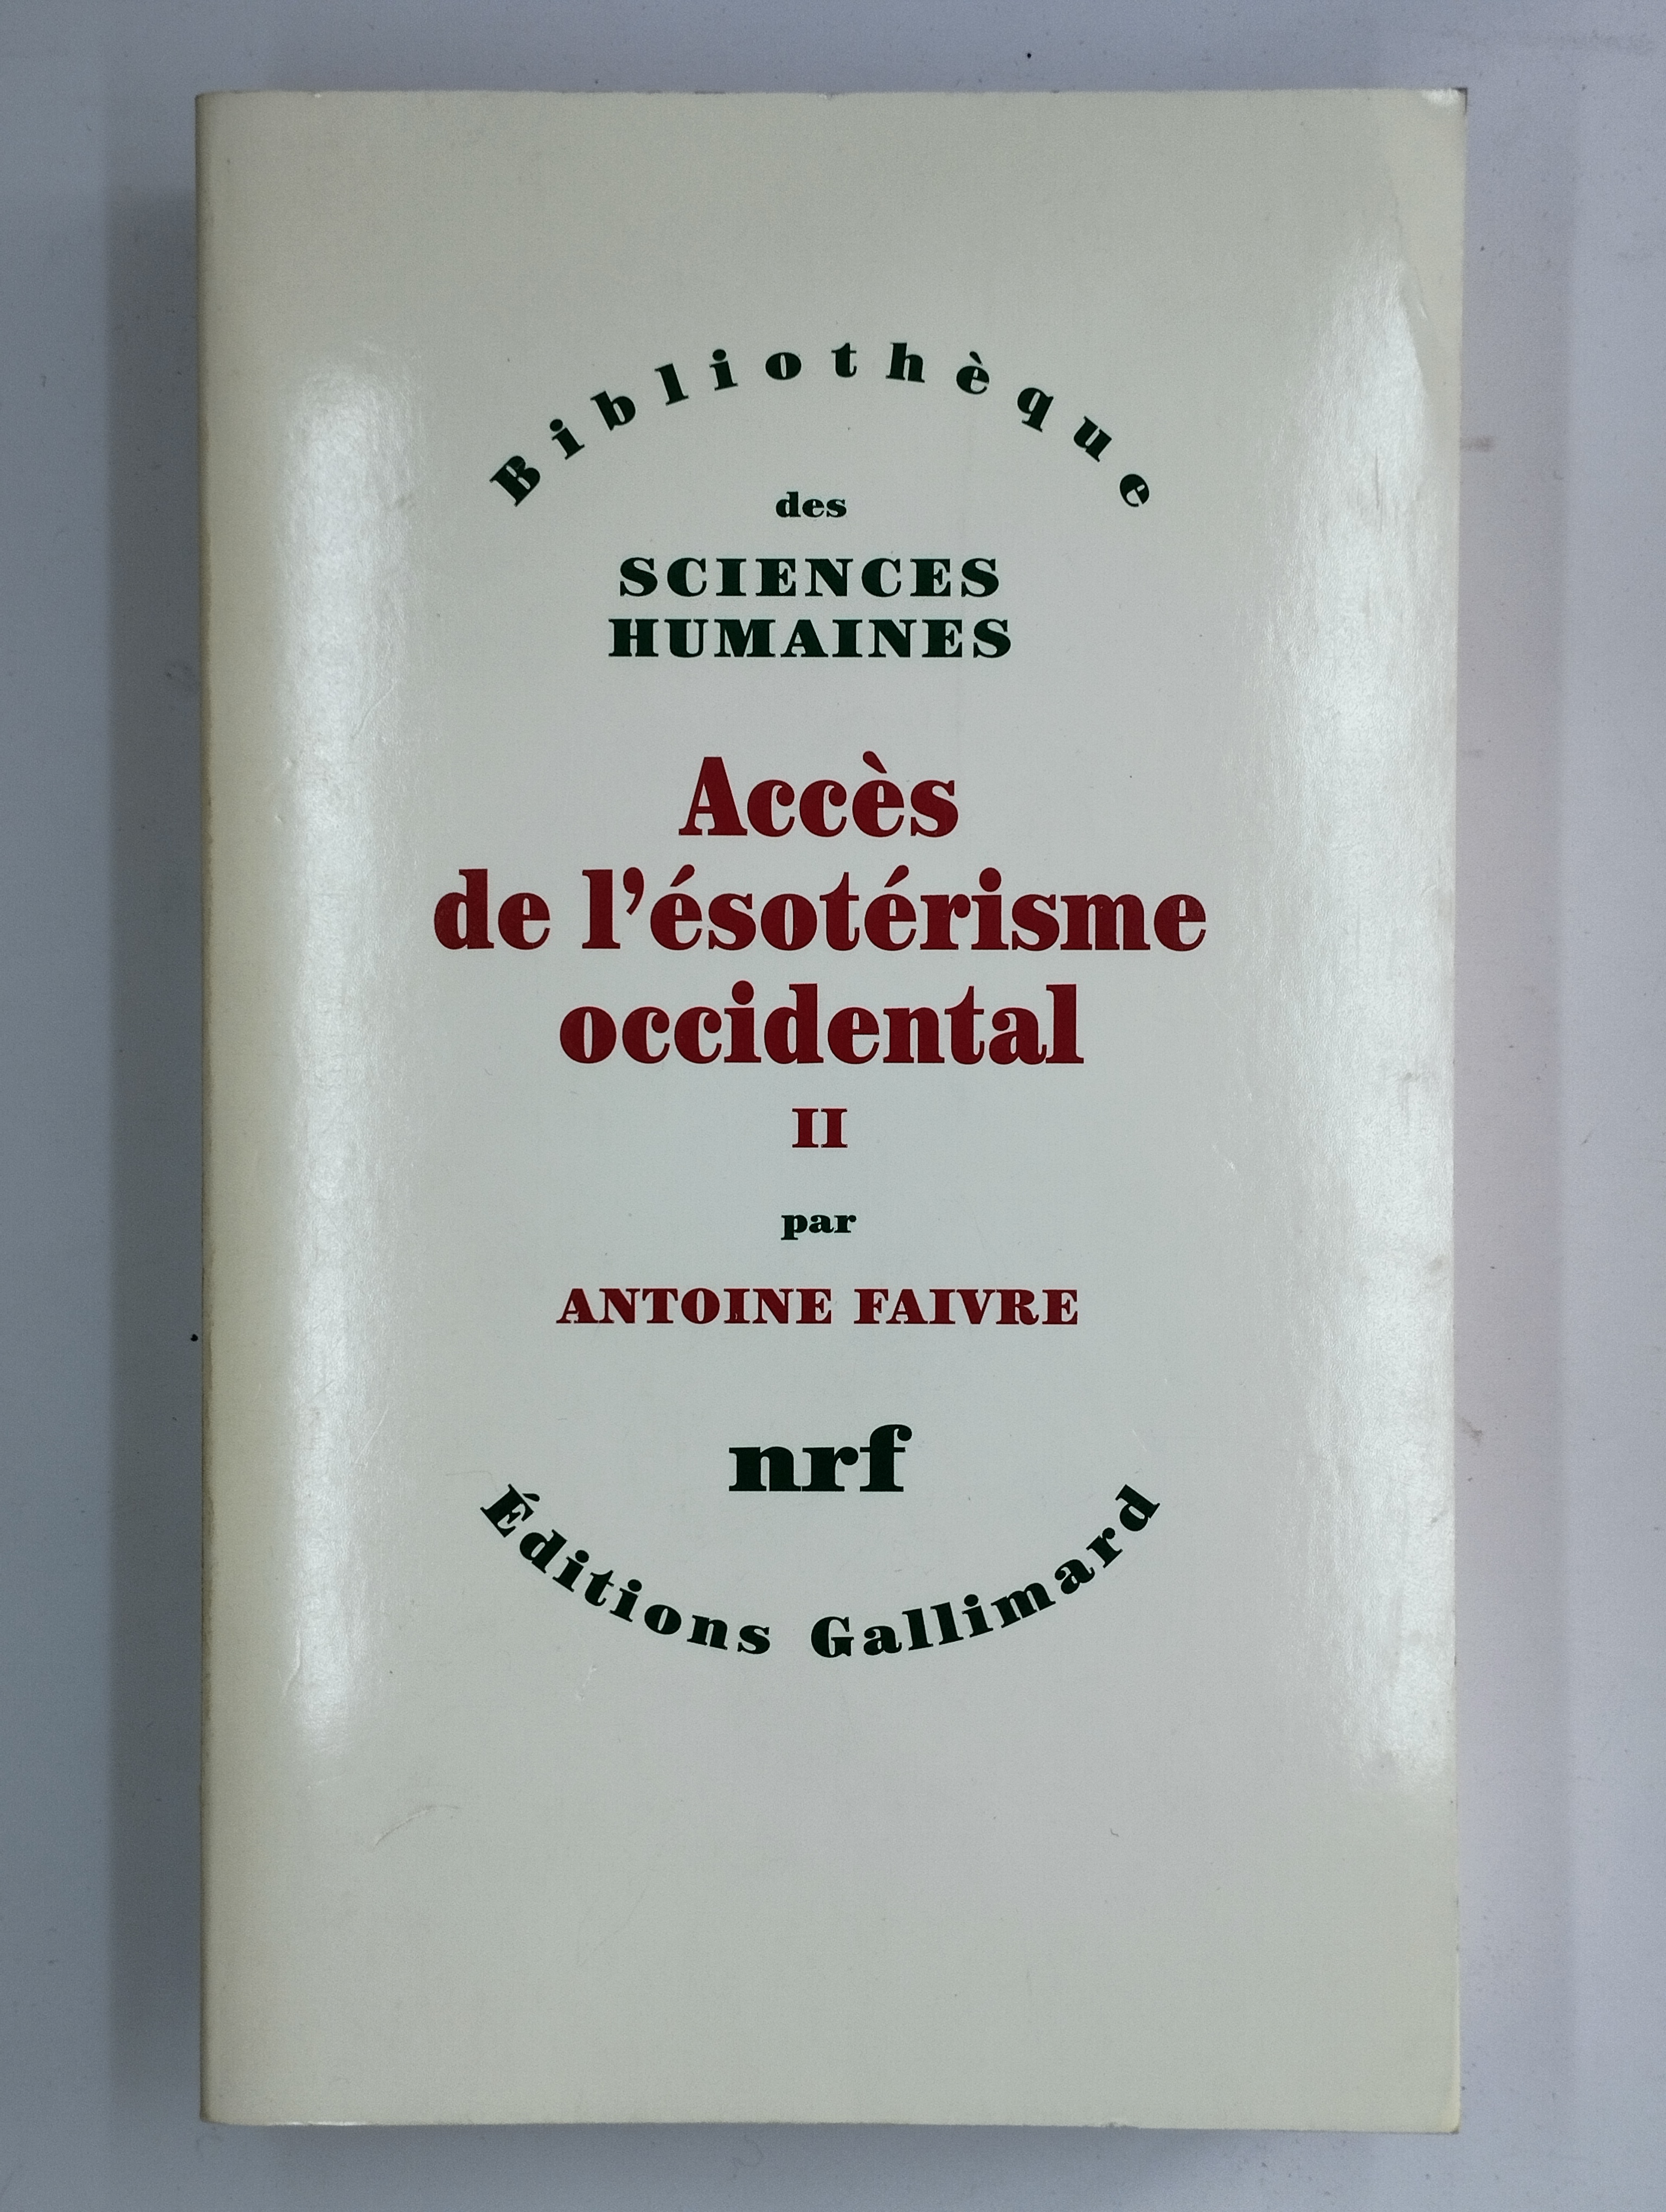 Bibliothèque
des
SCIENCES
HUMAINES
Accès
de l'ésotérisme
occidental
II
par
ANTOINE FAIVRE
nrf
Éditions Gallimard